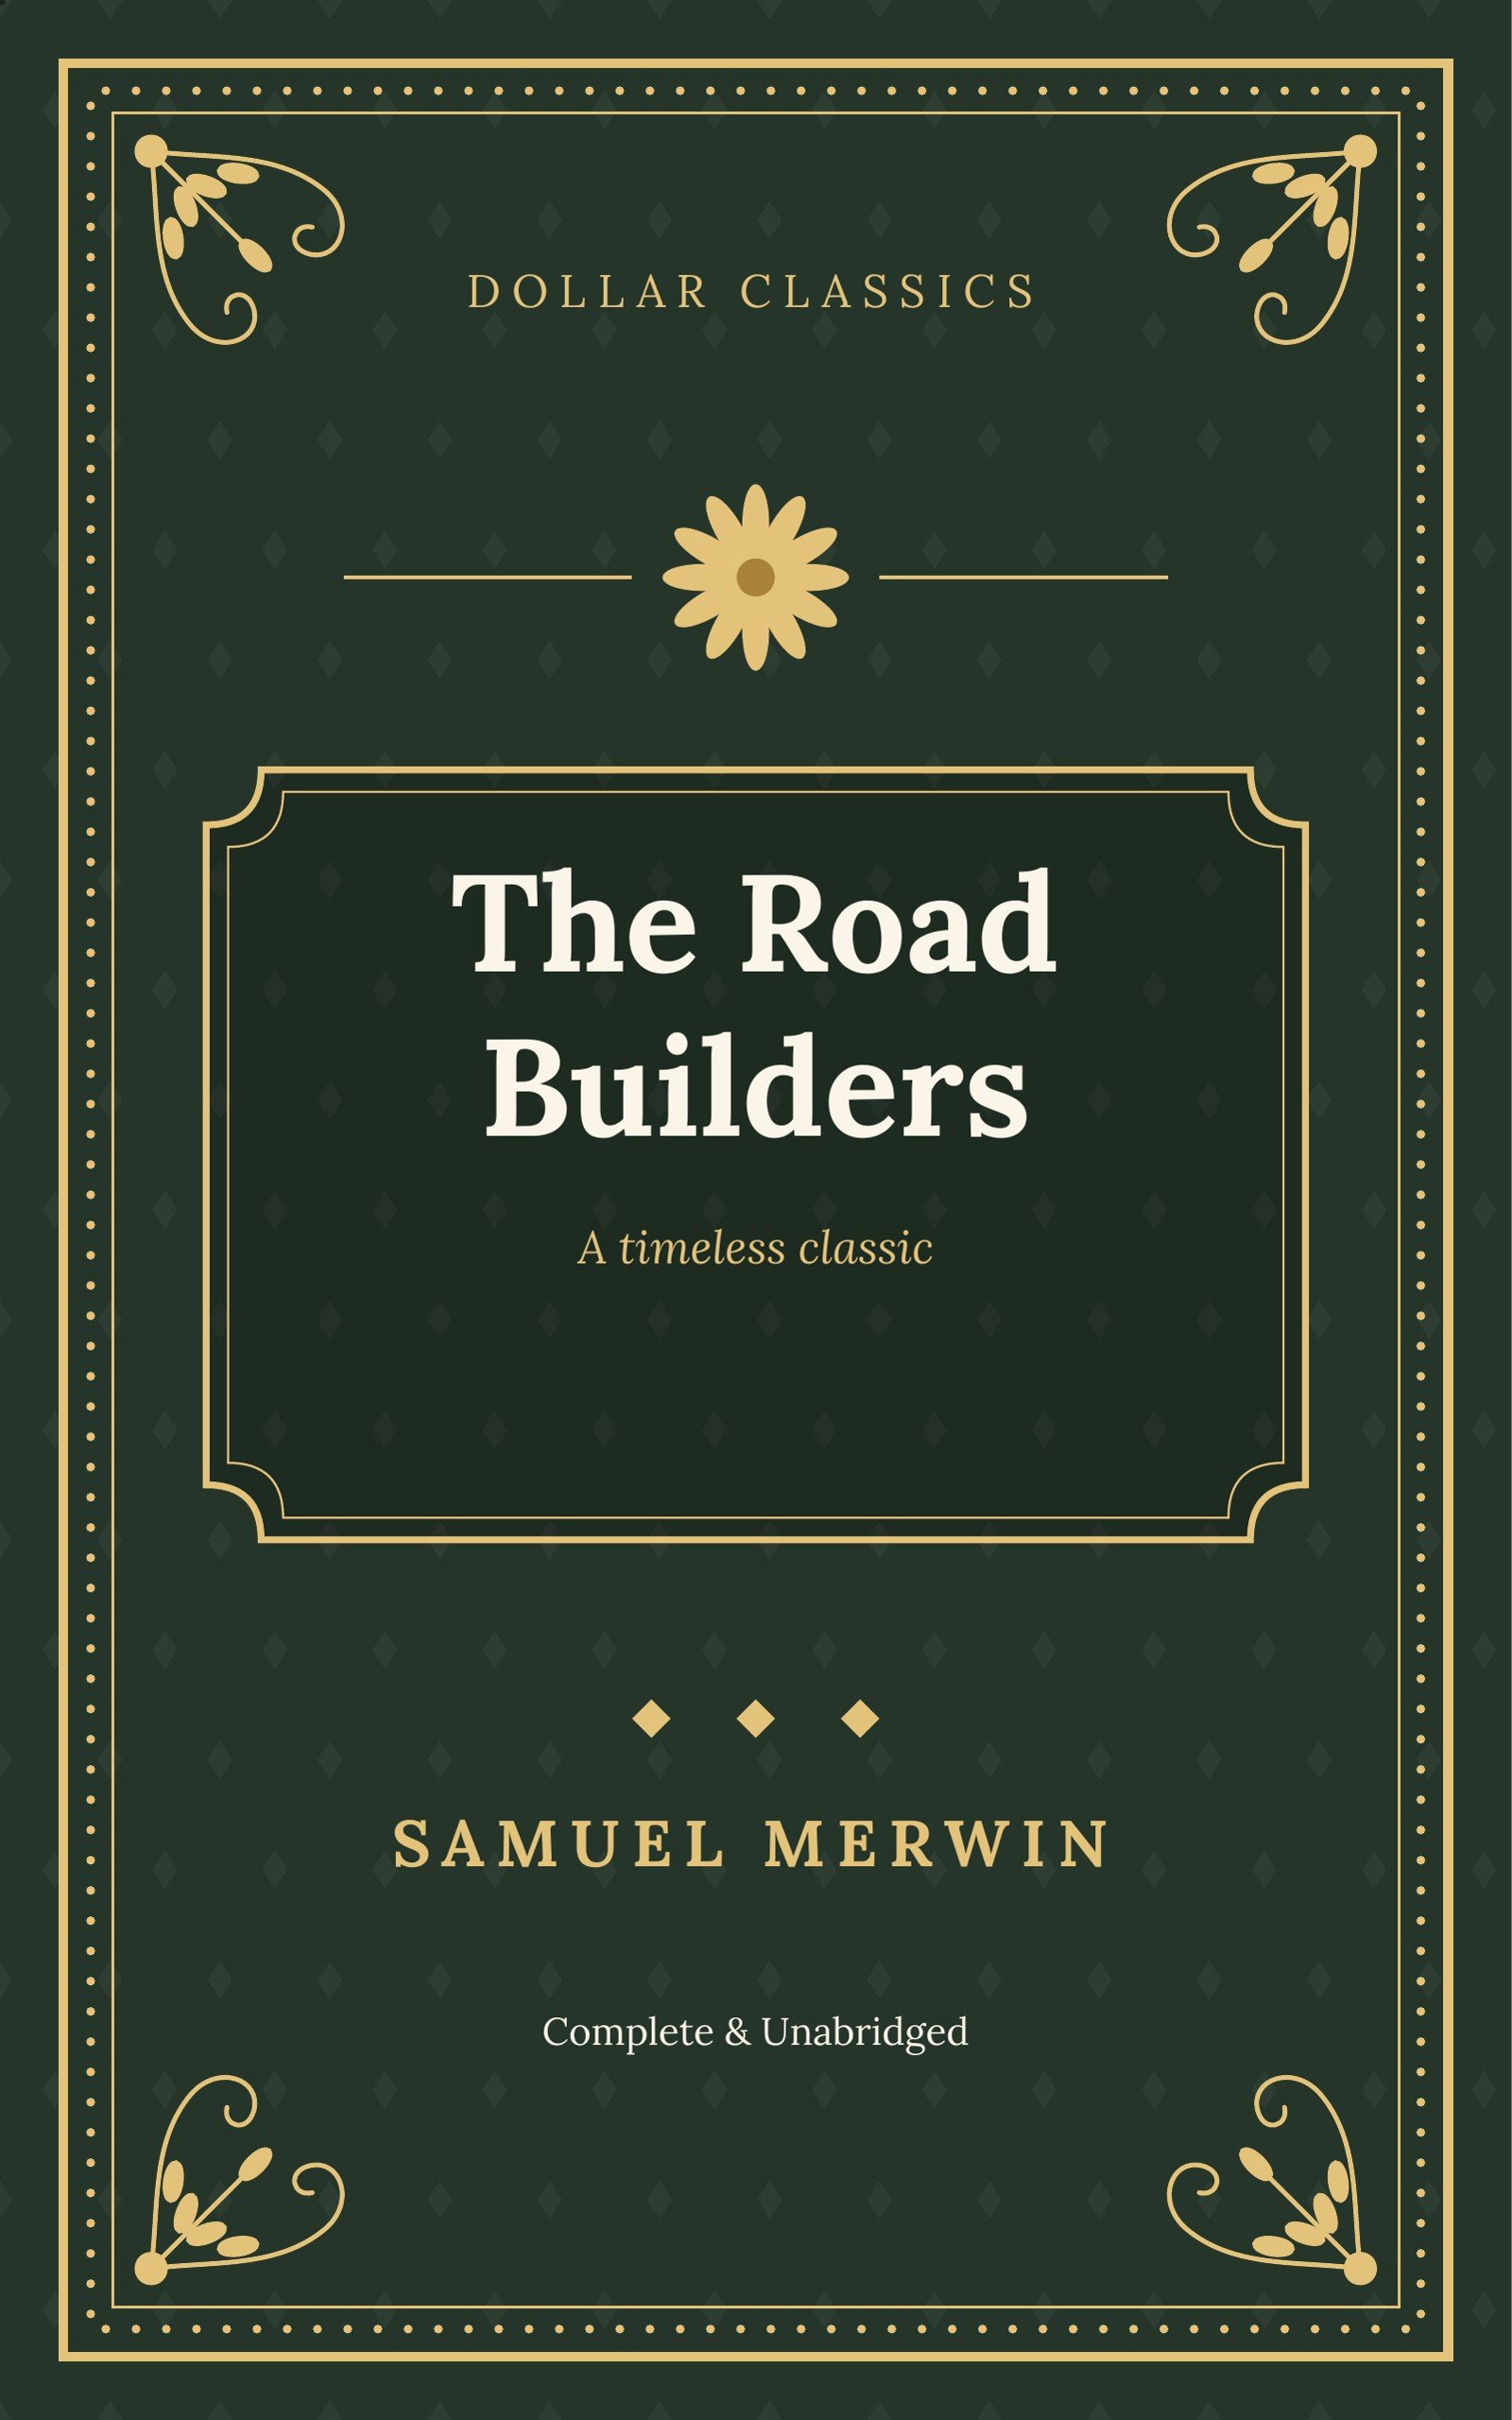 DOLLAR CLASSICS
The Road
Builders
A timeless classic
SAMUEL MERWIN
Complete & Unabridged